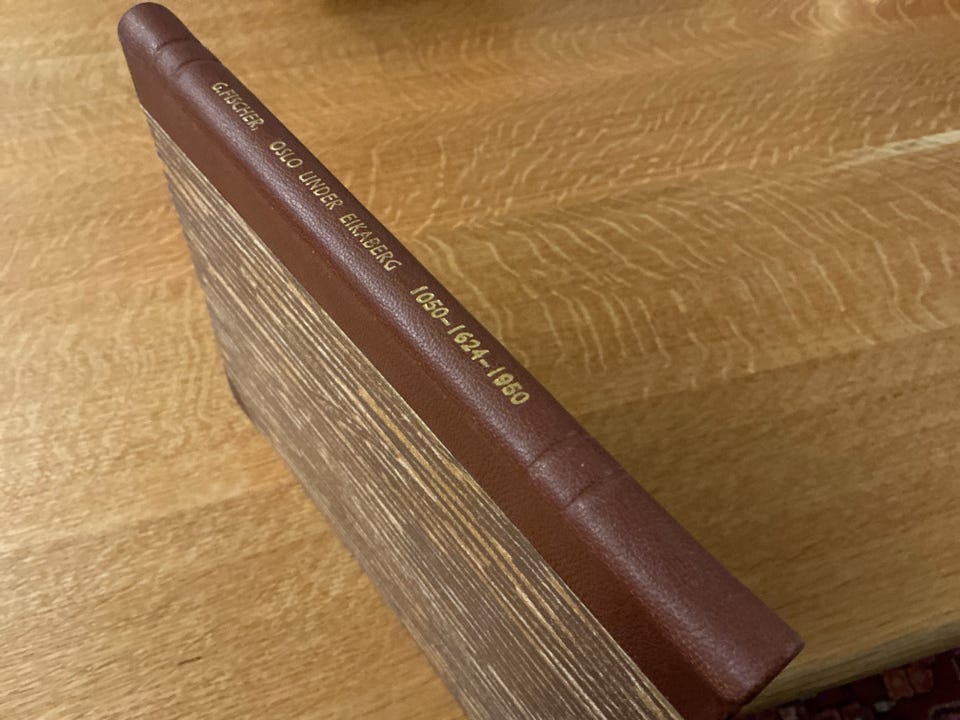 G.FISCHER. OSLO UNDER EIKABERG 1050-1624-1950